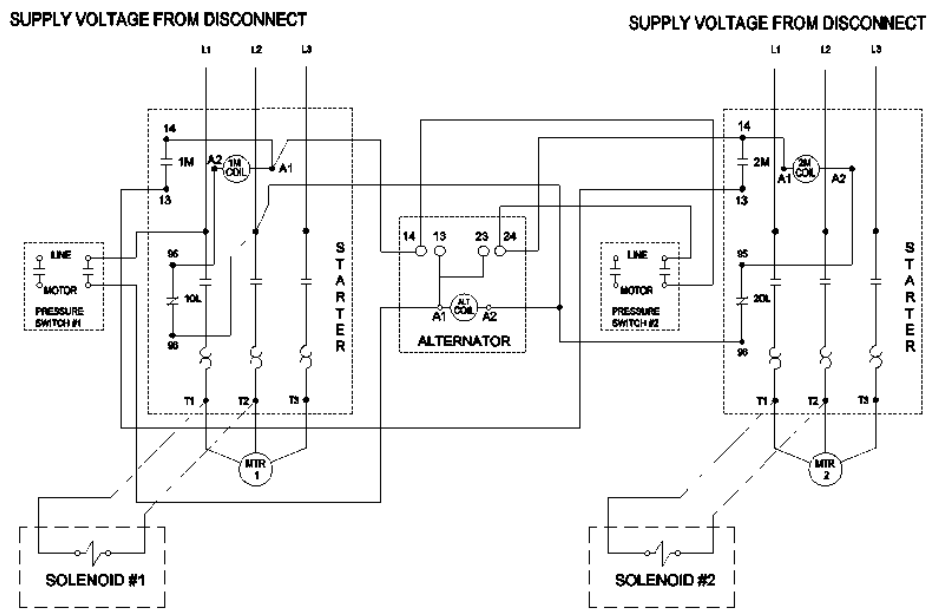 SUPPLY VOLTAGE FROM DISCONNECT
SUPPLY VOLTAGE FROM DISCONNECT
L1 L2 L3
L1 L2 L3
14
1M
A2
1M
COIL
A1
13
14
2M
A1
2M
COIL
A2
13
14 13 23 24
LINE
MOTOR
PRESSURE
SWITCH #1
95
1OL
96
STARTER
A1
ALT
COIL
A2
ALTERNATOR
LINE
MOTOR
PRESSURE
SWITCH #2
95
2OL
96
STARTER
T1 T2 T3
T1 T2 T3
MTR
1
MTR
2
SOLENOID #1
SOLENOID #2